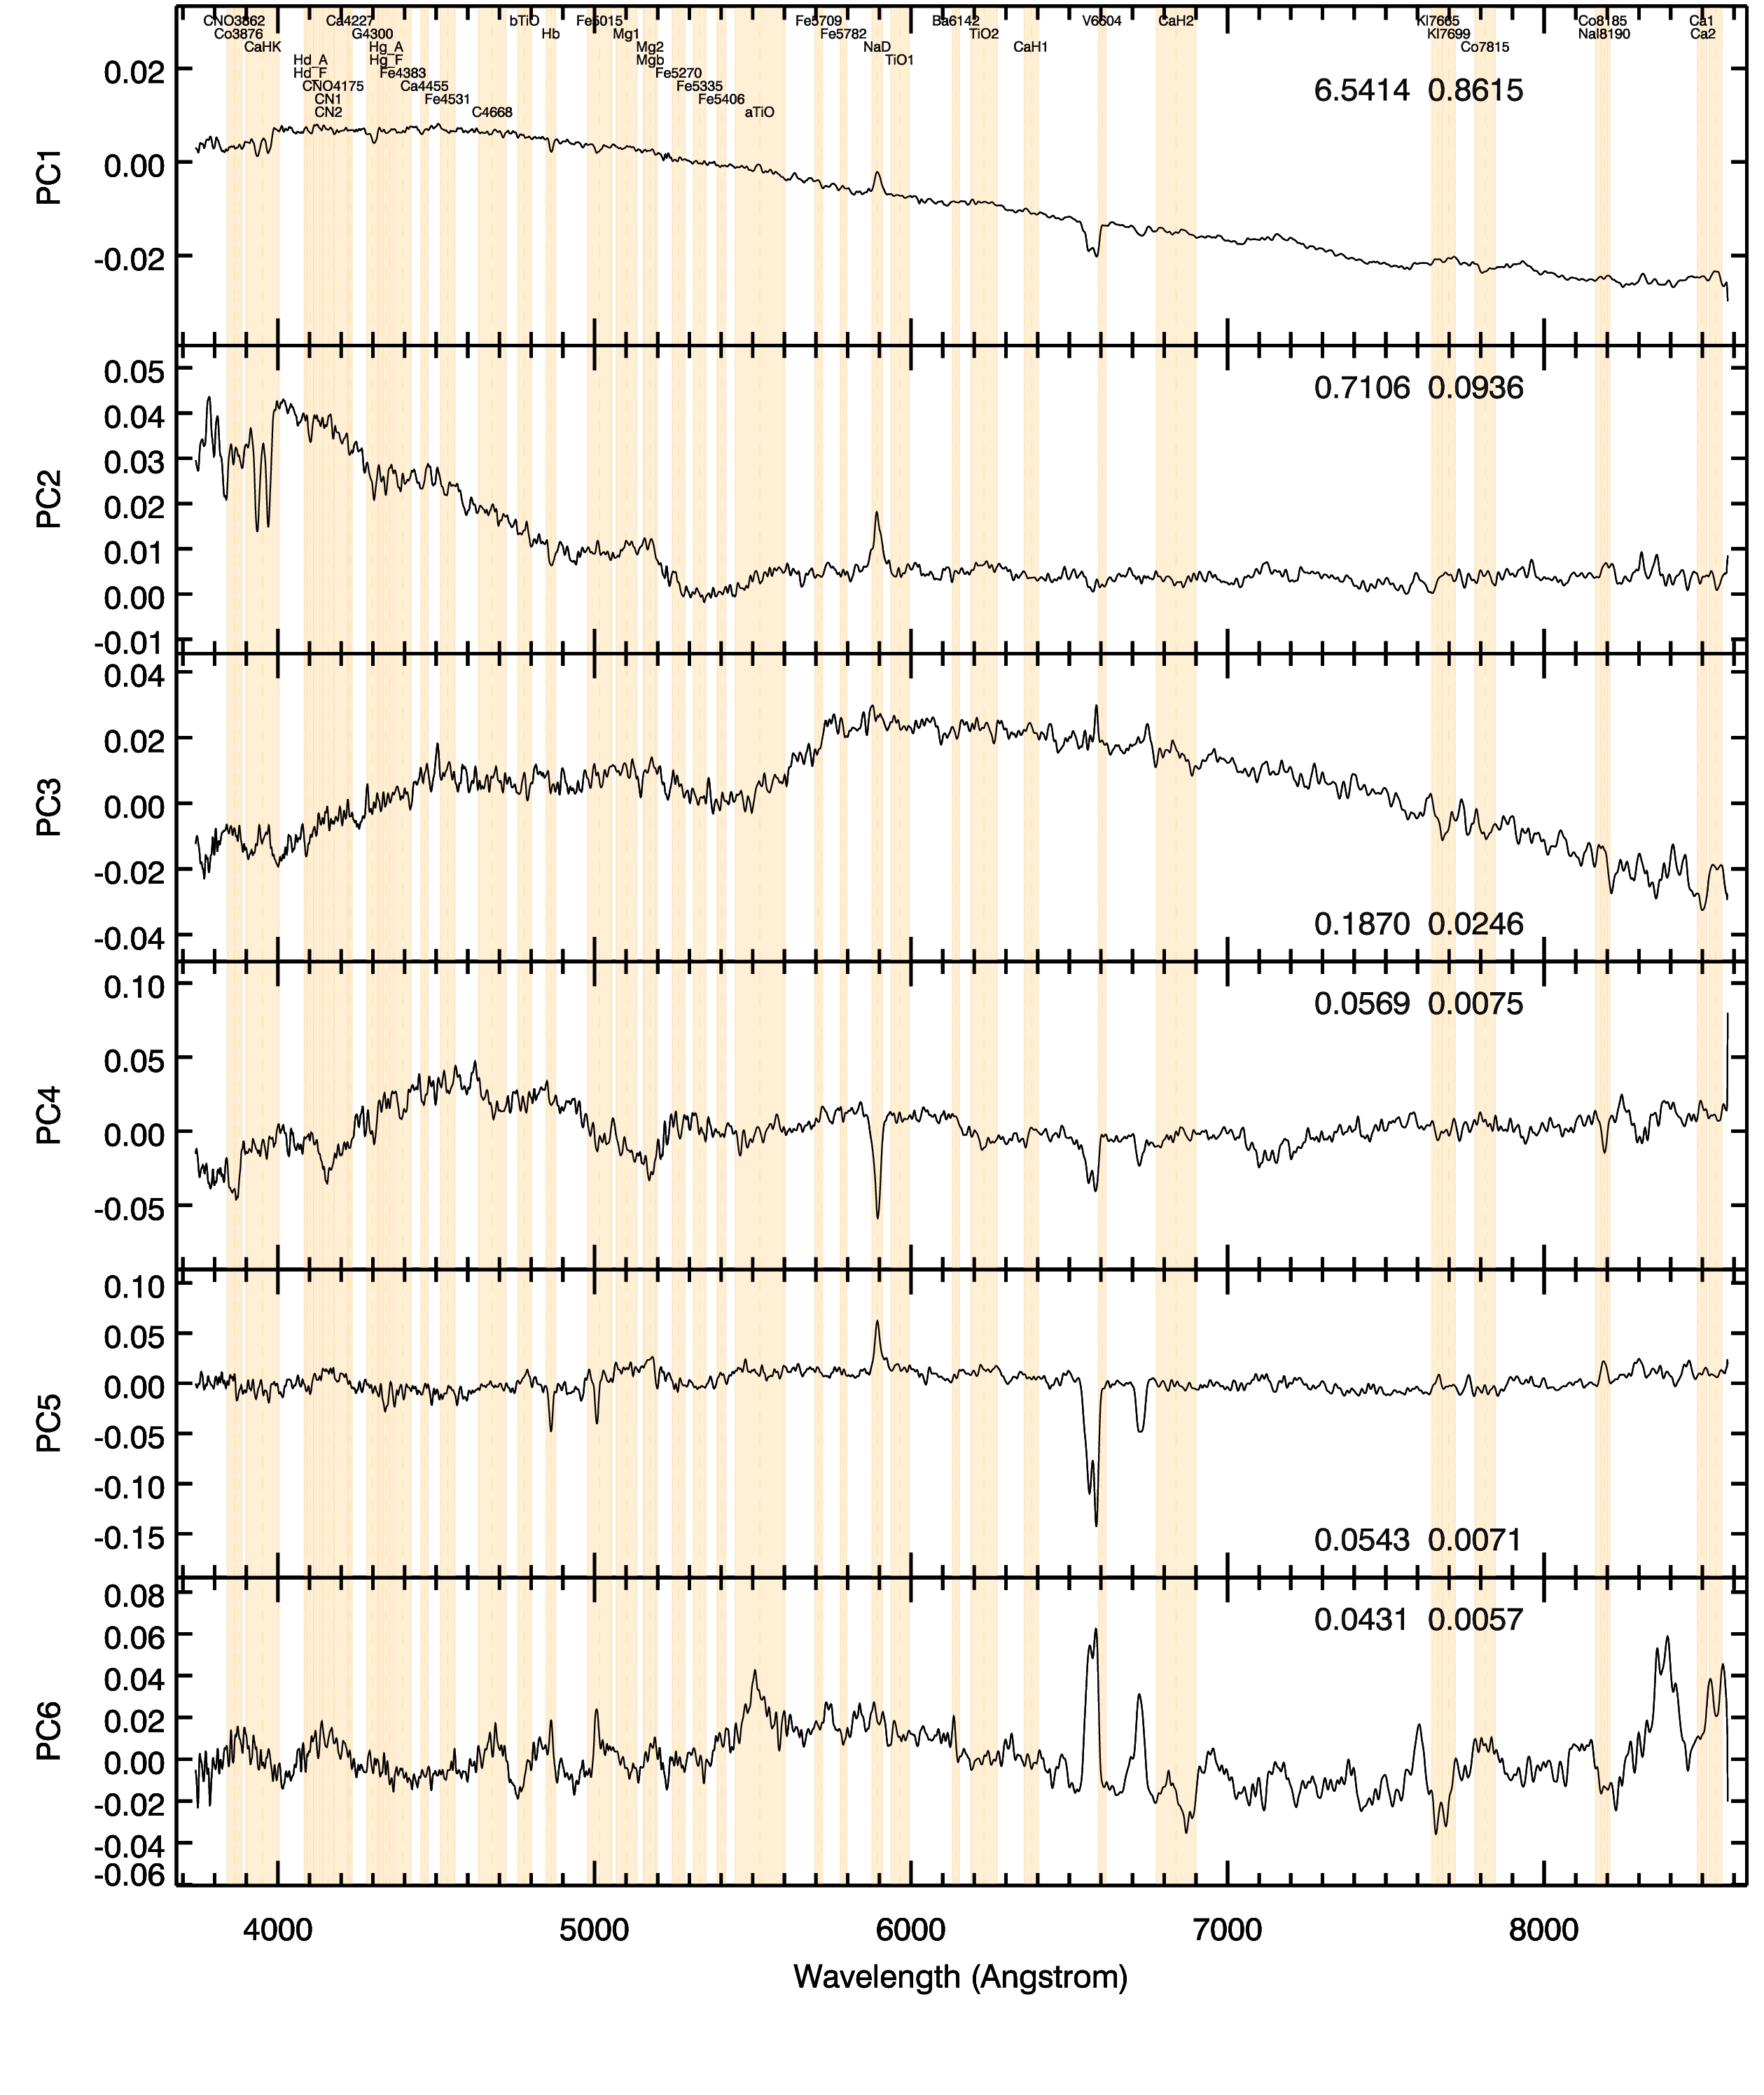 CNO3862 Ca4227 bTiO Fe5015 Fe5709 Ba6142 V6604 CaH2 KI7665 Co8185 Ca1
Co3876 G4300 Hb Mg1 Fe5782 TiO2 KI7699 NaI8190 Ca2
CaHK Hg_A Mg2 NaD CaH1 Co7815
Hd_A Hg_F Mgb TiO1
Hd_F Fe4383 Fe5270
CNO4175 Ca4455 Fe5335
CN1 Fe4531 Fe5406
CN2 C4668 aTiO
PC1
0.02
0.00
-0.02
6.5414 0.8615
PC2
0.05
0.04
0.03
0.02
0.01
0.00
-0.01
0.7106 0.0936
PC3
0.04
0.02
0.00
-0.02
-0.04
0.1870 0.0246
PC4
0.10
0.05
0.00
-0.05
0.0569 0.0075
PC5
0.10
0.05
0.00
-0.05
-0.10
-0.15
0.0543 0.0071
PC6
0.08
0.06
0.04
0.02
0.00
-0.02
-0.04
-0.06
0.0431 0.0057
4000 5000 6000 7000 8000
Wavelength (Angstrom)